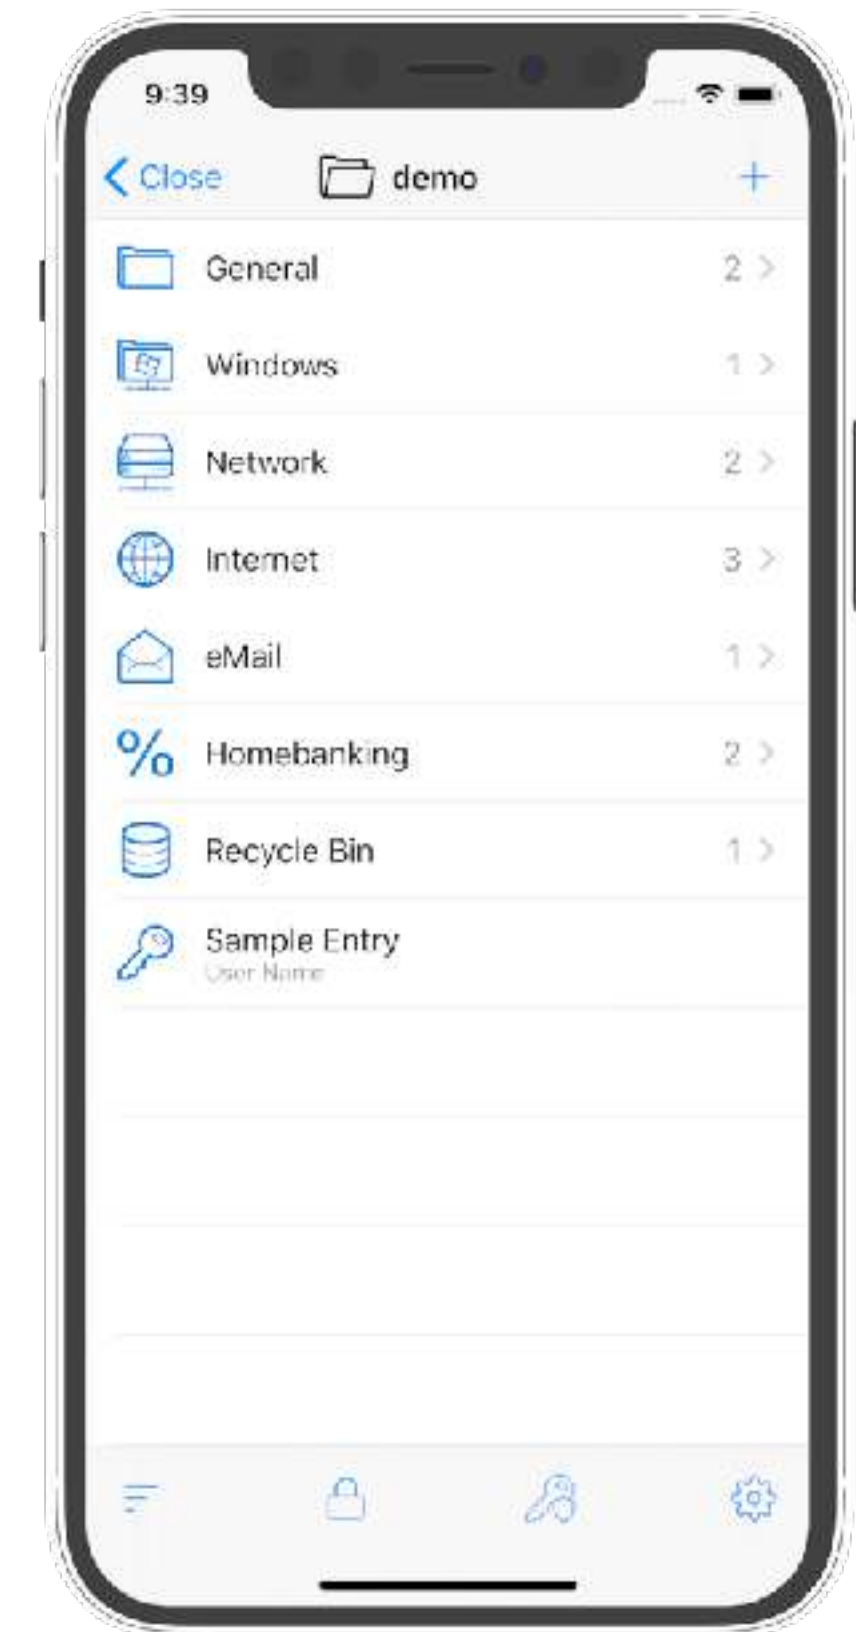 9:39
Close demo +
General 2 >
Windows 1 >
Network 2 >
Internet 3 >
eMail 1 >
% Homebanking 2 >
Recycle Bin 1 >
Sample Entry
User Name